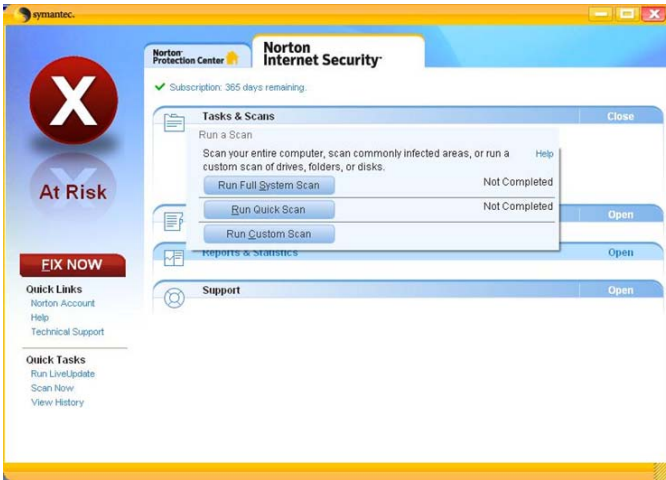 symantec.
Norton Protection Center
Norton Internet Security
Subscription: 365 days remaining.
X
At Risk
FIX NOW
Quick Links
Norton Account
Help
Technical Support
Quick Tasks
Run LiveUpdate
Scan Now
View History
Tasks & Scans
Close
Run a Scan
Scan your entire computer, scan commonly infected areas, or run a
custom scan of drives, folders, or disks.
Help
Run Full System Scan
Not Completed
Run Quick Scan
Not Completed
Run Custom Scan
Open
Reports & Statistics
Open
Support
Open